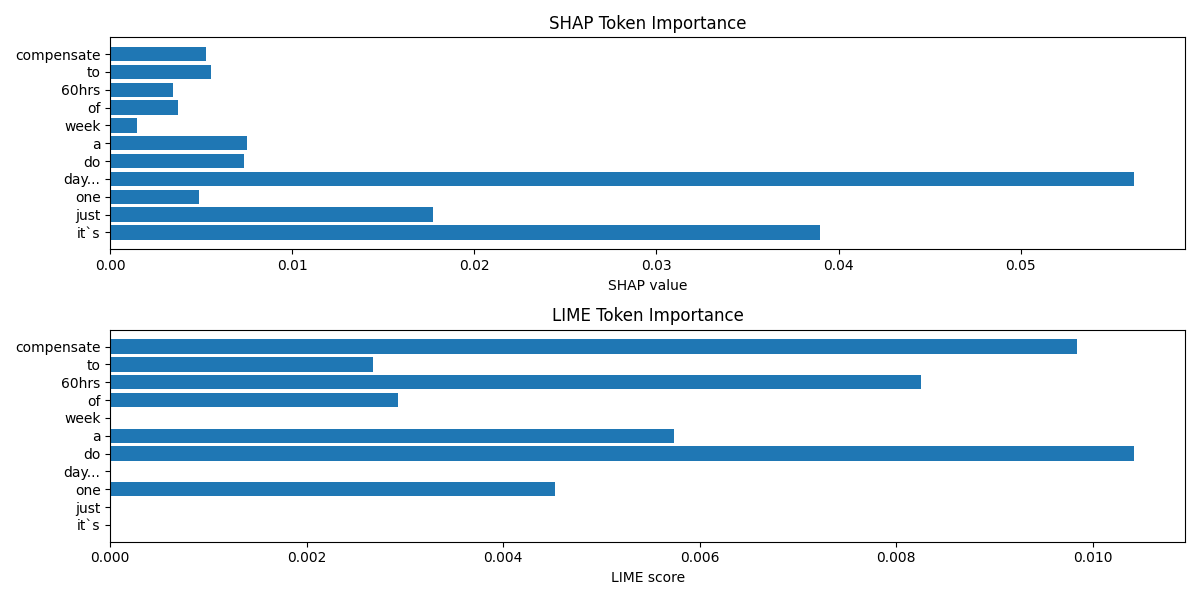 SHAP Token Importance
compensate
to
60hrs
of
week
a
do
day...
one
just
it`s
0.00 0.01 0.02 0.03 0.04 0.05
SHAP value
LIME Token Importance
compensate
to
60hrs
of
week
a
do
day...
one
just
it`s
0.000 0.002 0.004 0.006 0.008 0.010
LIME score